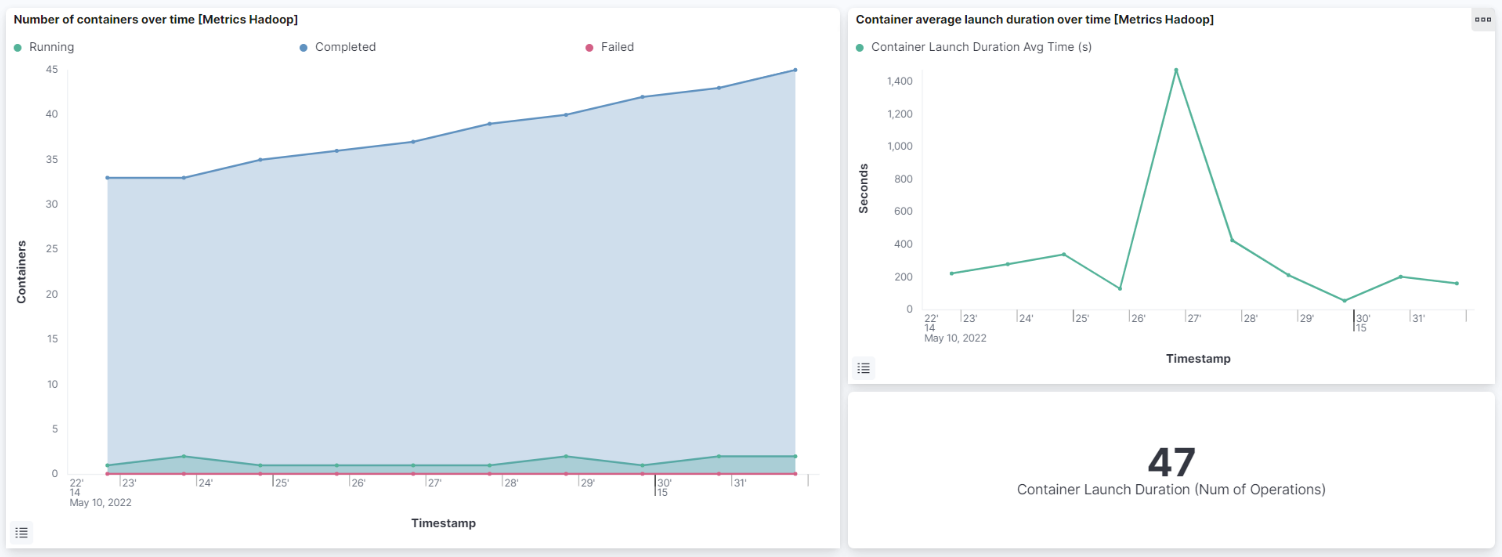 Number of containers over time [Metrics Hadoop]
Running
Completed
Failed
45
40
35
30
25
20
15
10
5
0
Containers
22' 23' 24' 25' 26' 27' 28' 29' 30' 31'
14 15
May 10, 2022
Timestamp
Container average launch duration over time [Metrics Hadoop]
Container Launch Duration Avg Time (s)
1,400
1,200
1,000
800
600
400
200
0
Seconds
22' 23' 24' 25' 26' 27' 28' 29' 30' 31'
14 15
May 10, 2022
Timestamp
47
Container Launch Duration (Num of Operations)